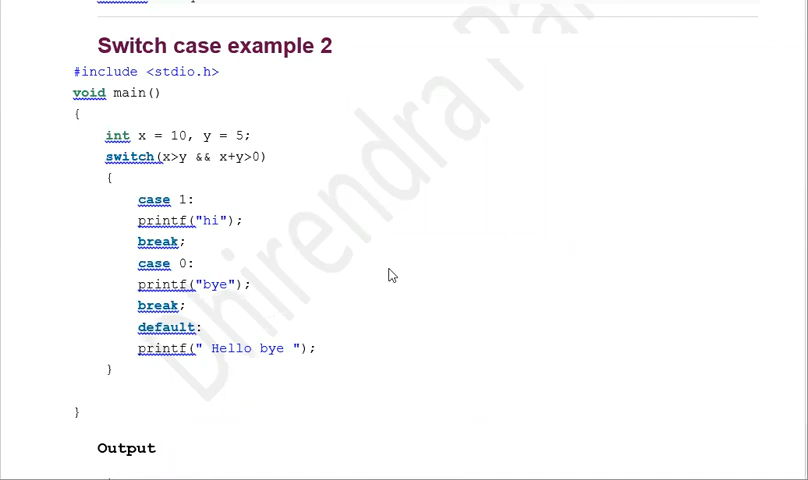 Switch case example 2
#include <stdio.h>
void main()
{
int x = 10, y = 5;
switch(x>y && x+y>0)
{
case 1:
printf("hi");
break;
case 0:
printf("bye");
break;
default:
printf(" Hello bye ");
}
}
Output
Dhirendra